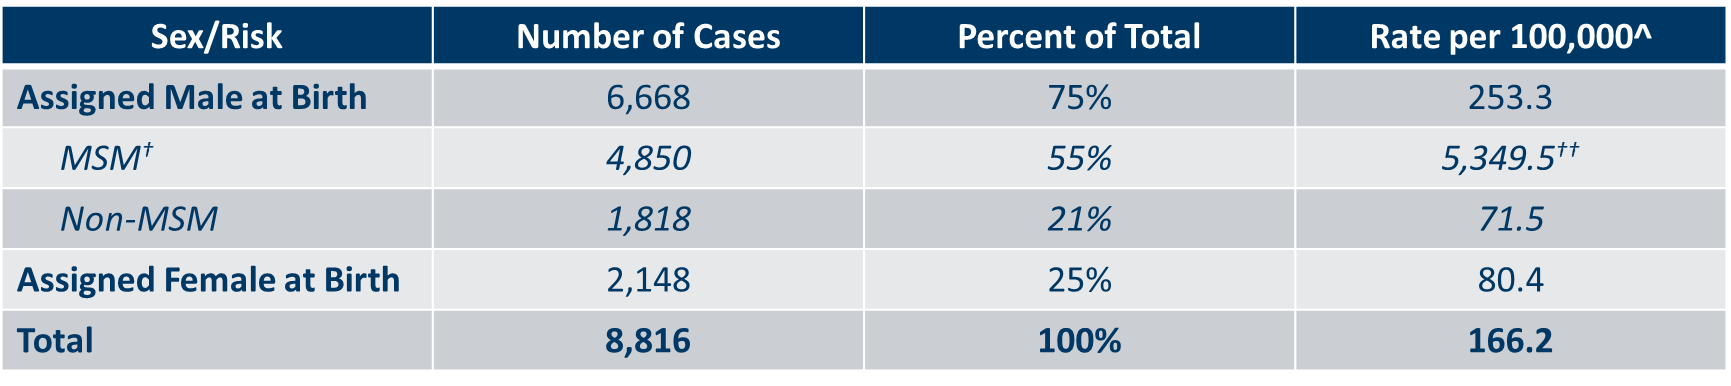 Sex/Risk Number of Cases Percent of Total Rate per 100,000^
Assigned Male at Birth 6,668 75% 253.3
MSM† 4,850 55% 5,349.5††
Non-MSM 1,818 21% 71.5
Assigned Female at Birth 2,148 25% 80.4
Total 8,816 100% 166.2